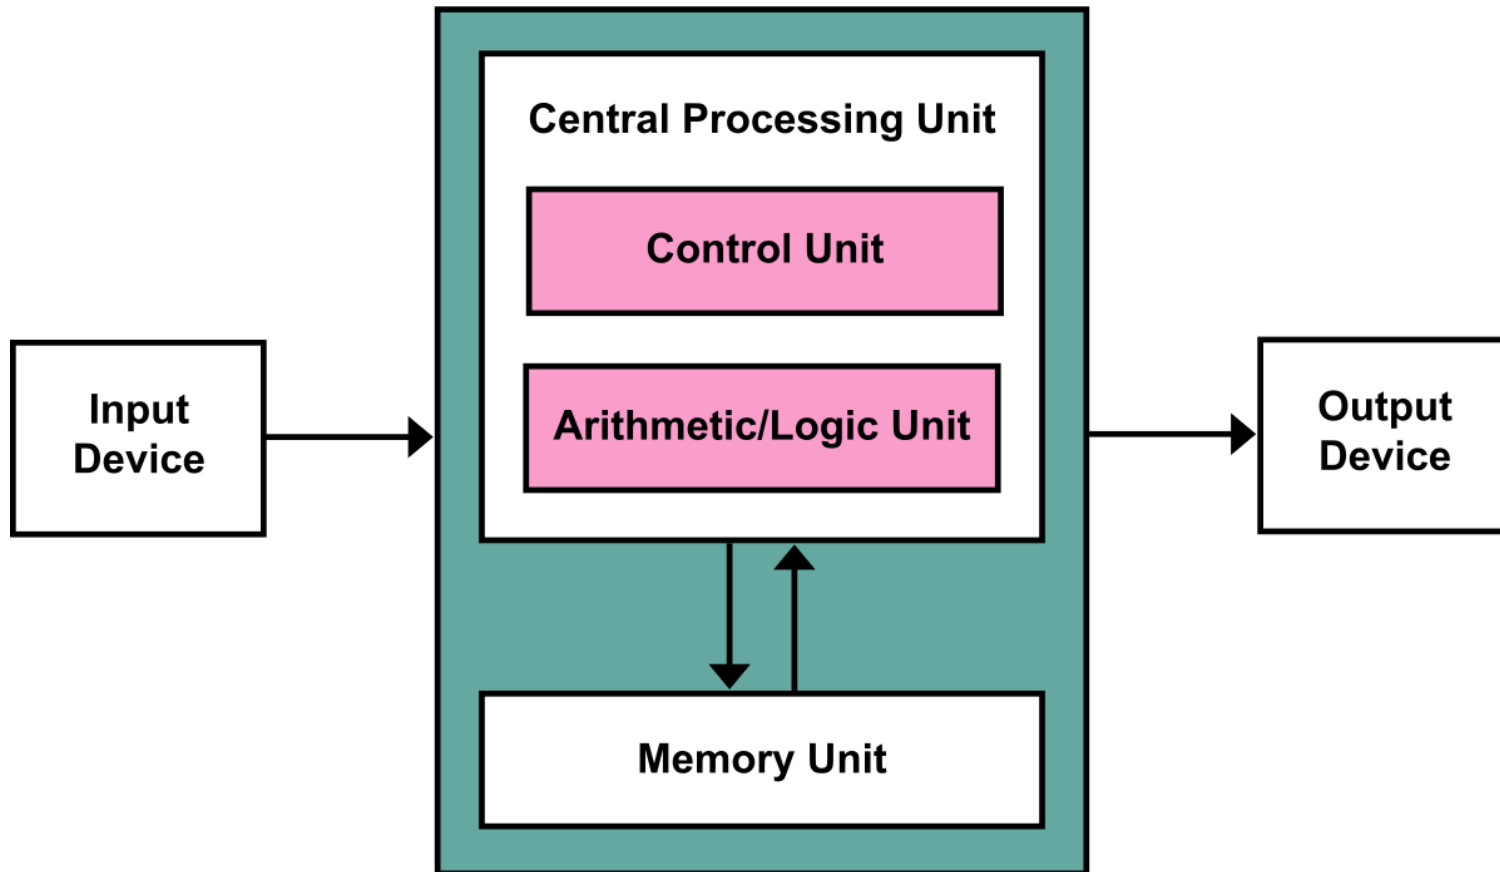 Central Processing Unit
Control Unit
Arithmetic/Logic Unit
Input
Device
Output
Device
Memory Unit